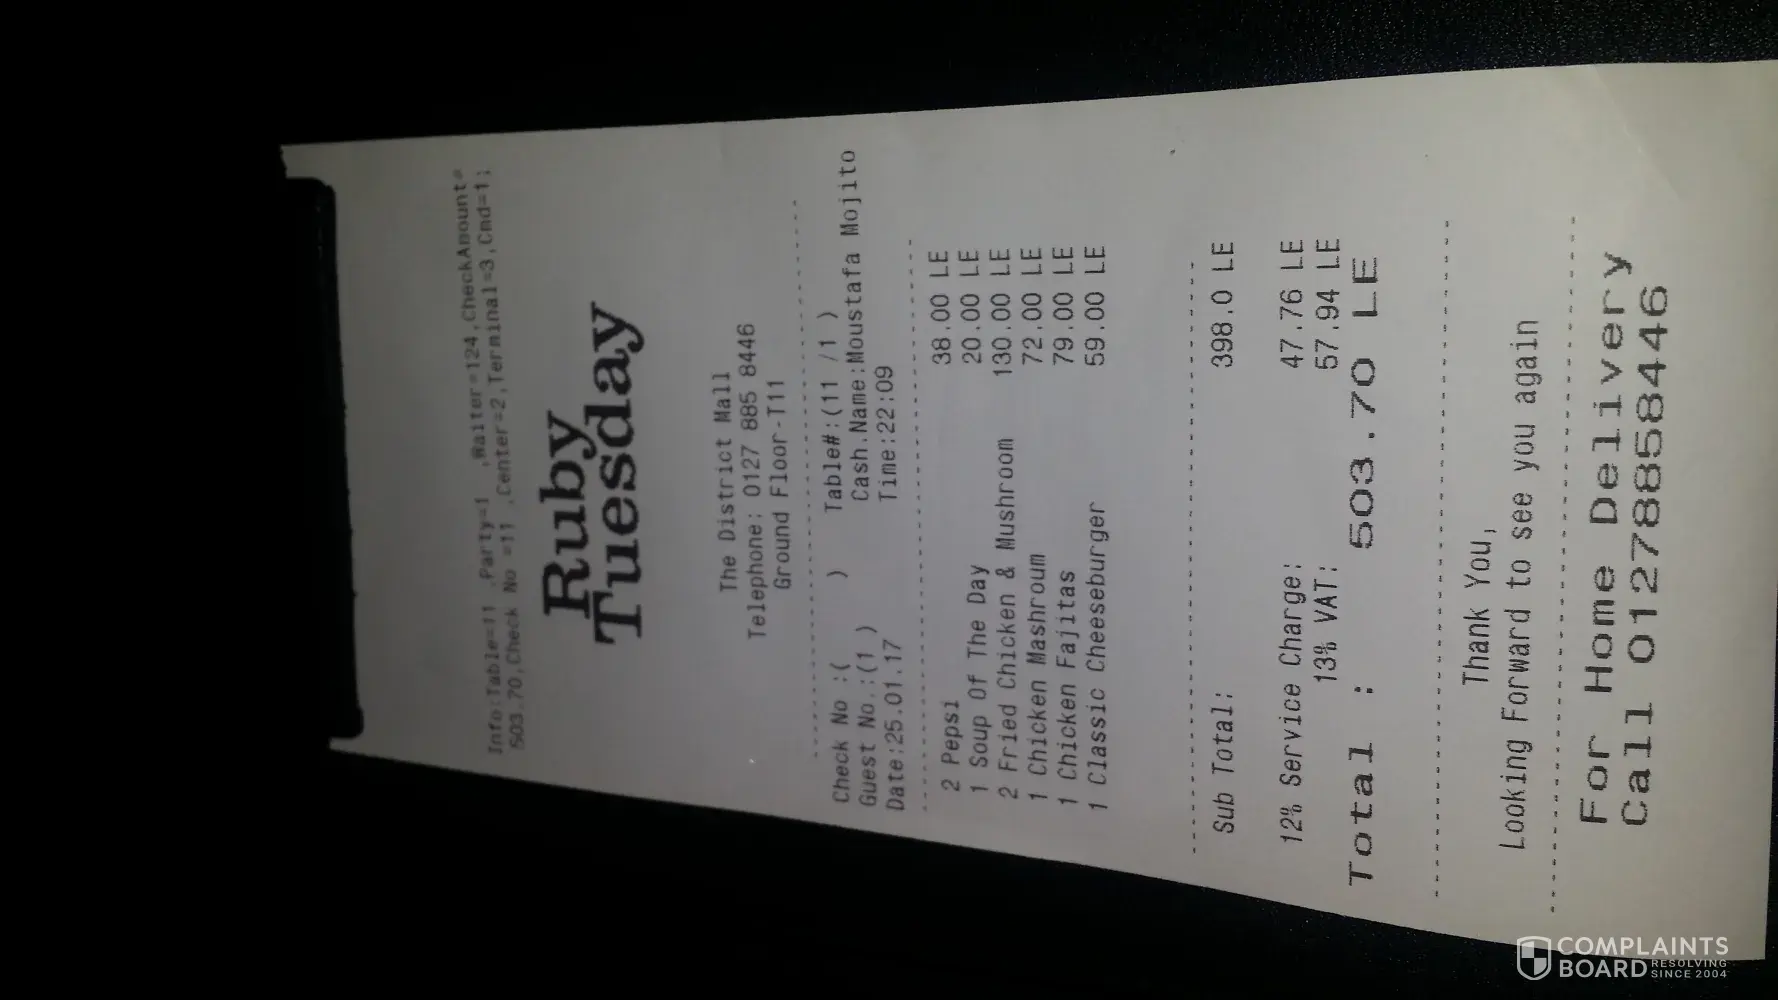 Info:Table=11 ,Party=1 ,Waiter=124,CheckAmount=
503.70,Check No =11 ,Center=2,Terminal=3,Cmd=1;
Ruby
Tuesday
The District Mall
Telephone: 0127 885 8446
Ground Floor-T11
Check No :( ) Table#:(11 /1 )
Guest No.:(1 ) Cash.Name:Moustafa Mojito
Date:25.01.17 Time:22:09
2 Pepsi 38.00 LE
1 Soup Of The Day 20.00 LE
2 Fried Chicken & Mushroom 130.00 LE
1 Chicken Mashroum 72.00 LE
1 Chicken Fajitas 79.00 LE
1 Classic Cheeseburger 59.00 LE
Sub Total: 398.0 LE
12% Service Charge: 47.76 LE
13% VAT: 57.94 LE
Total : 503.70 LE
Thank You,
Looking Forward to see you again
For Home Delivery
Call 01278858446
COMPLAINTS
BOARD RESOLVING
SINCE 2004